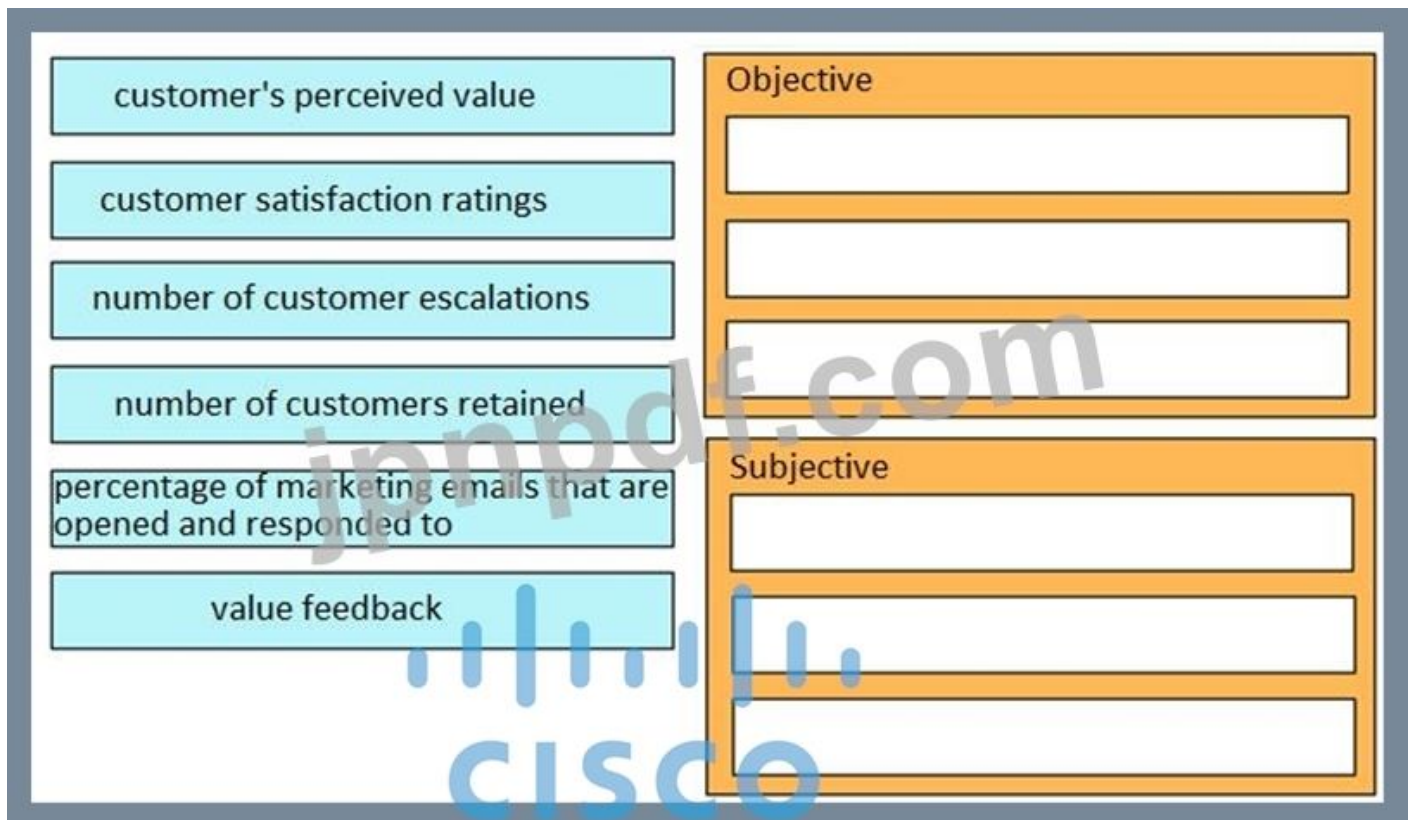 customer's perceived value
customer satisfaction ratings
number of customer escalations
number of customers retained
percentage of marketing emails that are
opened and responded to
value feedback
Objective
Subjective
jpnpdf.com
CISCO